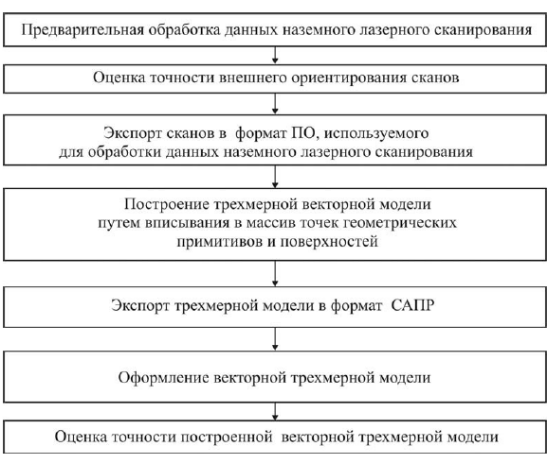 Предварительная обработка данных наземного лазерного сканирования
Оценка точности внешнего ориентирования сканов
Экспорт сканов в формат ПО, используемого
для обработки данных наземного лазерного сканирования
Построение трехмерной векторной модели
путем вписывания в массив точек геометрических
примитивов и поверхностей
Экспорт трехмерной модели в формат САПР
Оформление векторной трехмерной модели
Оценка точности построенной векторной трехмерной модели